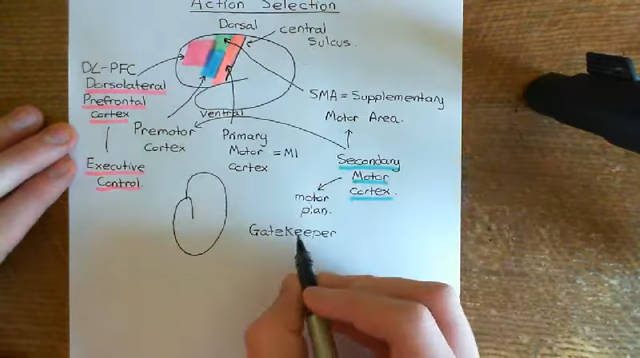 Action Selection
Dorsal
central
Sulcus.
DL-PFC
Dorsolateral
Prefrontal
cortex
Executive
Control.
Ventral
Premotor
cortex
Primary
Motor = M1
cortex
SMA = Supplementary
Motor Area.
Secondary
Motor
cortex.
motor
plan.
Gatekeeper